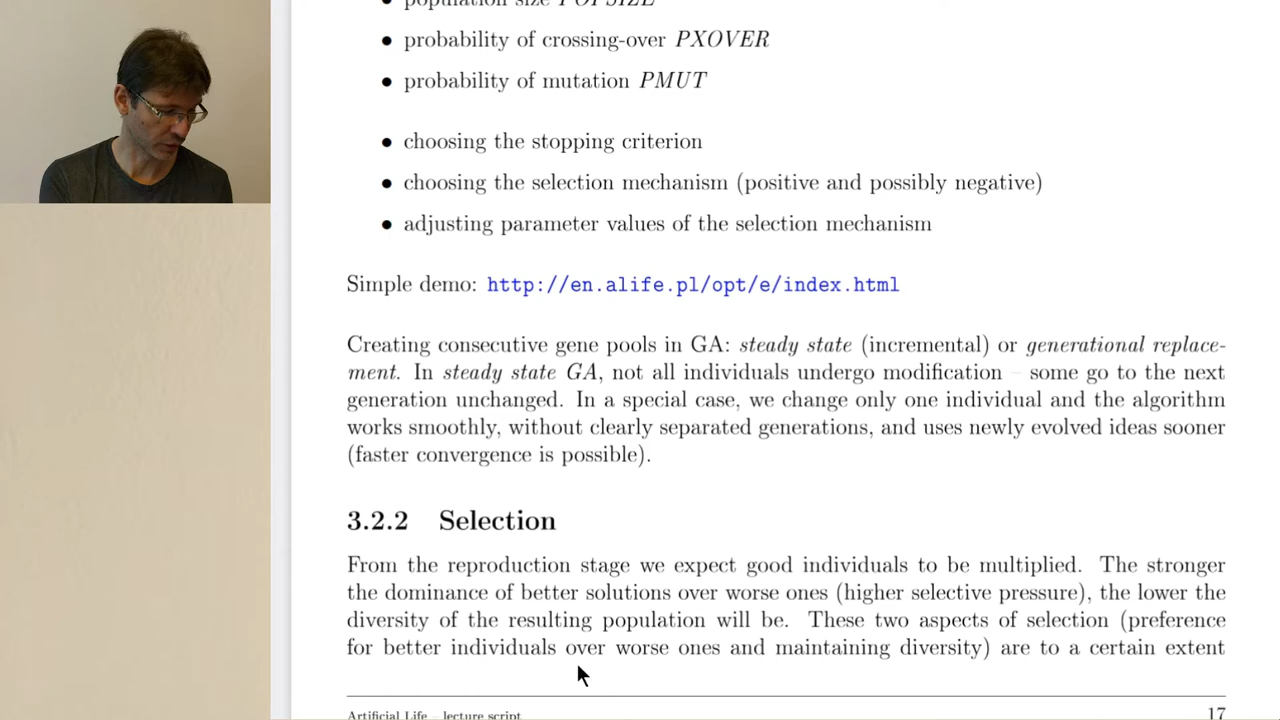 • population size POPSIZE
• probability of crossing-over PXOVER
• probability of mutation PMUT
• choosing the stopping criterion
• choosing the selection mechanism (positive and possibly negative)
• adjusting parameter values of the selection mechanism
Simple demo: http://en.alife.pl/opt/e/index.html
Creating consecutive gene pools in GA: steady state (incremental) or generational replace-
ment. In steady state GA, not all individuals undergo modification – some go to the next
generation unchanged. In a special case, we change only one individual and the algorithm
works smoothly, without clearly separated generations, and uses newly evolved ideas sooner
(faster convergence is possible).
3.2.2 Selection
From the reproduction stage we expect good individuals to be multiplied. The stronger
the dominance of better solutions over worse ones (higher selective pressure), the lower the
diversity of the resulting population will be. These two aspects of selection (preference
for better individuals over worse ones and maintaining diversity) are to a certain extent
Artificial Life – lecture script 17